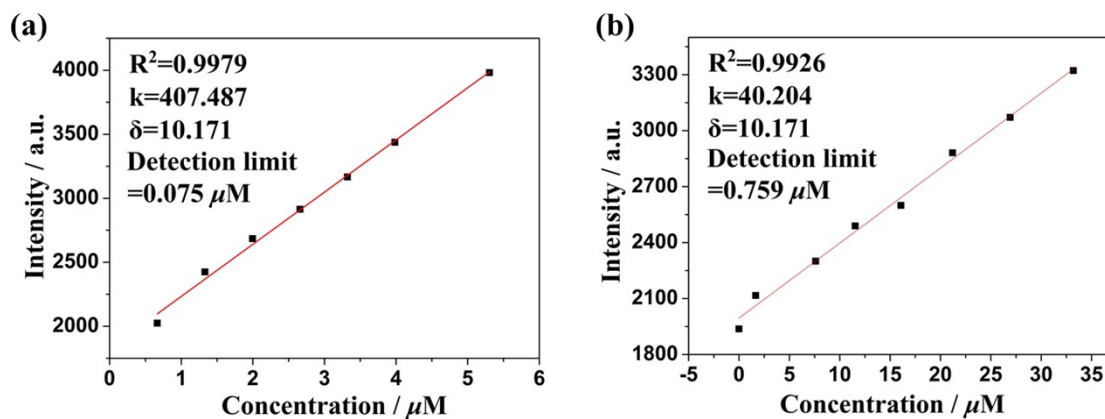 (a)
R²=0.9979
k=407.487
δ=10.171
Detection limit
=0.075 μM
4000
3500
3000
2500
2000
Intensity / a.u.
0 1 2 3 4 5 6
Concentration / μM
(b)
R²=0.9926
k=40.204
δ=10.171
Detection limit
=0.759 μM
3300
3000
2700
2400
2100
1800
Intensity / a.u.
-5 0 5 10 15 20 25 30 35
Concentration / μM